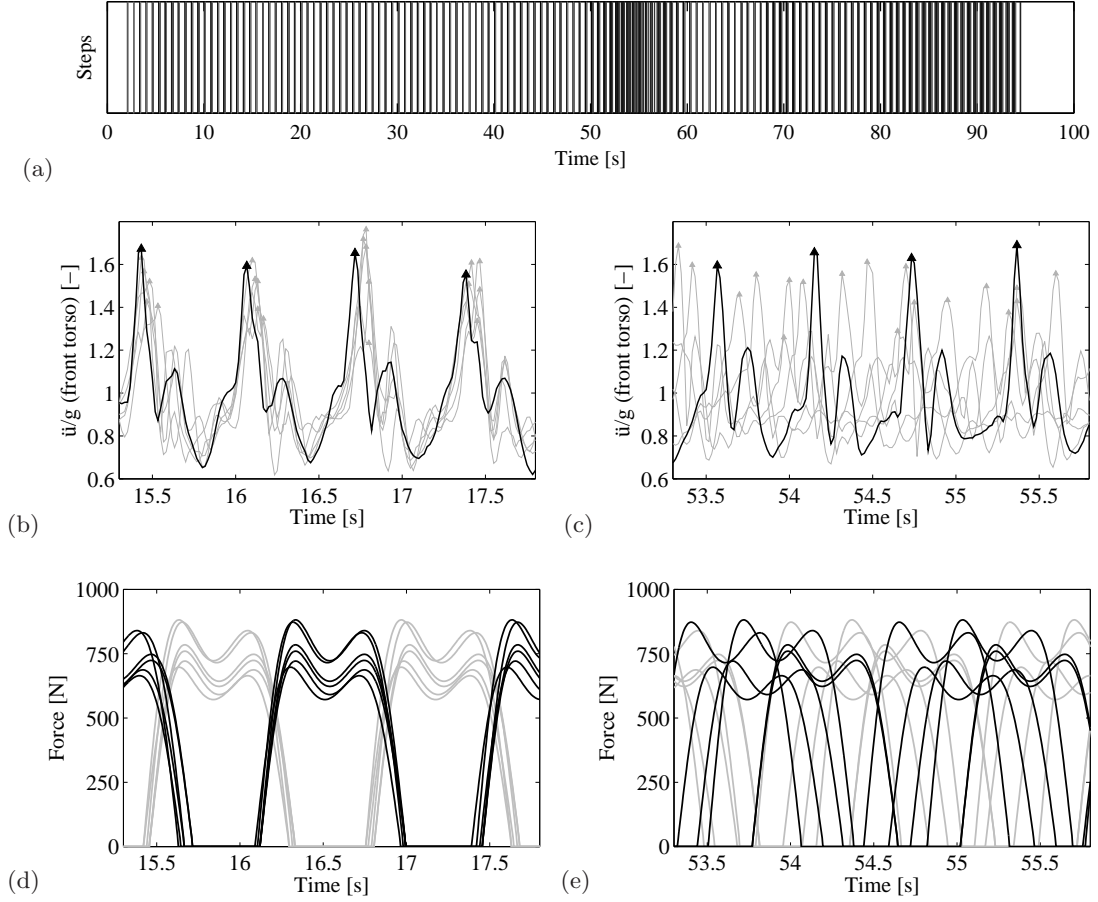 Steps
0 10 20 30 40 50 60 70 80 90 100
Time [s]
(a)
ü/g (front torso) [−]
1.6
1.4
1.2
1
0.8
0.6
15.5 16 16.5 17 17.5
Time [s]
(b)
ü/g (front torso) [−]
1.6
1.4
1.2
1
0.8
0.6
53.5 54 54.5 55 55.5
Time [s]
(c)
Force [N]
1000
750
500
250
0
15.5 16 16.5 17 17.5
Time [s]
(d)
Force [N]
1000
750
500
250
0
53.5 54 54.5 55 55.5
Time [s]
(e)